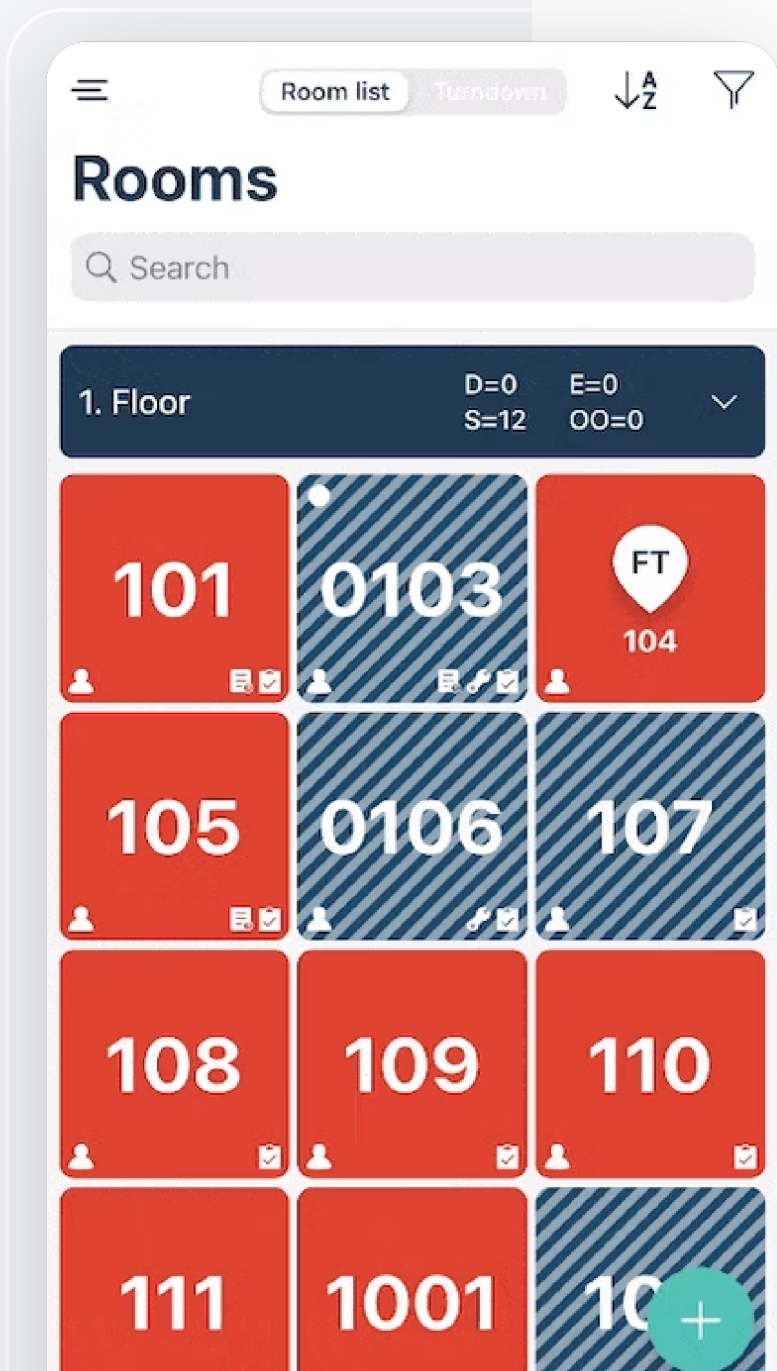 Room list Turndown A Z
Rooms
Search
1. Floor D=0 E=0
S=12 OO=0
101 0103 FT
104
105 0106 107
108 109 110
111 1001